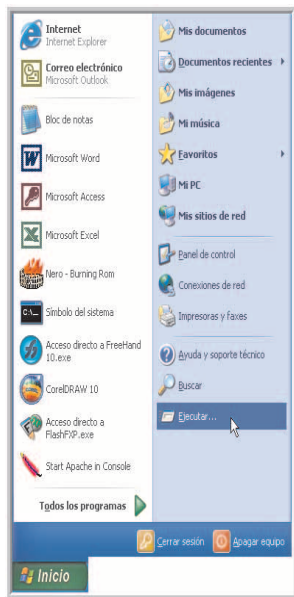 Internet
Internet Explorer
Correo electrónico
Microsoft Outlook
Bloc de notas
Microsoft Word
Microsoft Access
Microsoft Excel
Nero - Burning Rom
Símbolo del sistema
Acceso directo a FreeHand
10.exe
CorelDRAW 10
Acceso directo a
FlashFXP.exe
Start Apache in Console
Todos los programas
Mis documentos
Documentos recientes
Mis imágenes
Mi música
Favoritos
Mi PC
Mis sitios de red
Panel de control
Conexiones de red
Impresoras y faxes
Ayuda y soporte técnico
Buscar
Ejecutar...
Cerrar sesión
Apagar equipo
Inicio